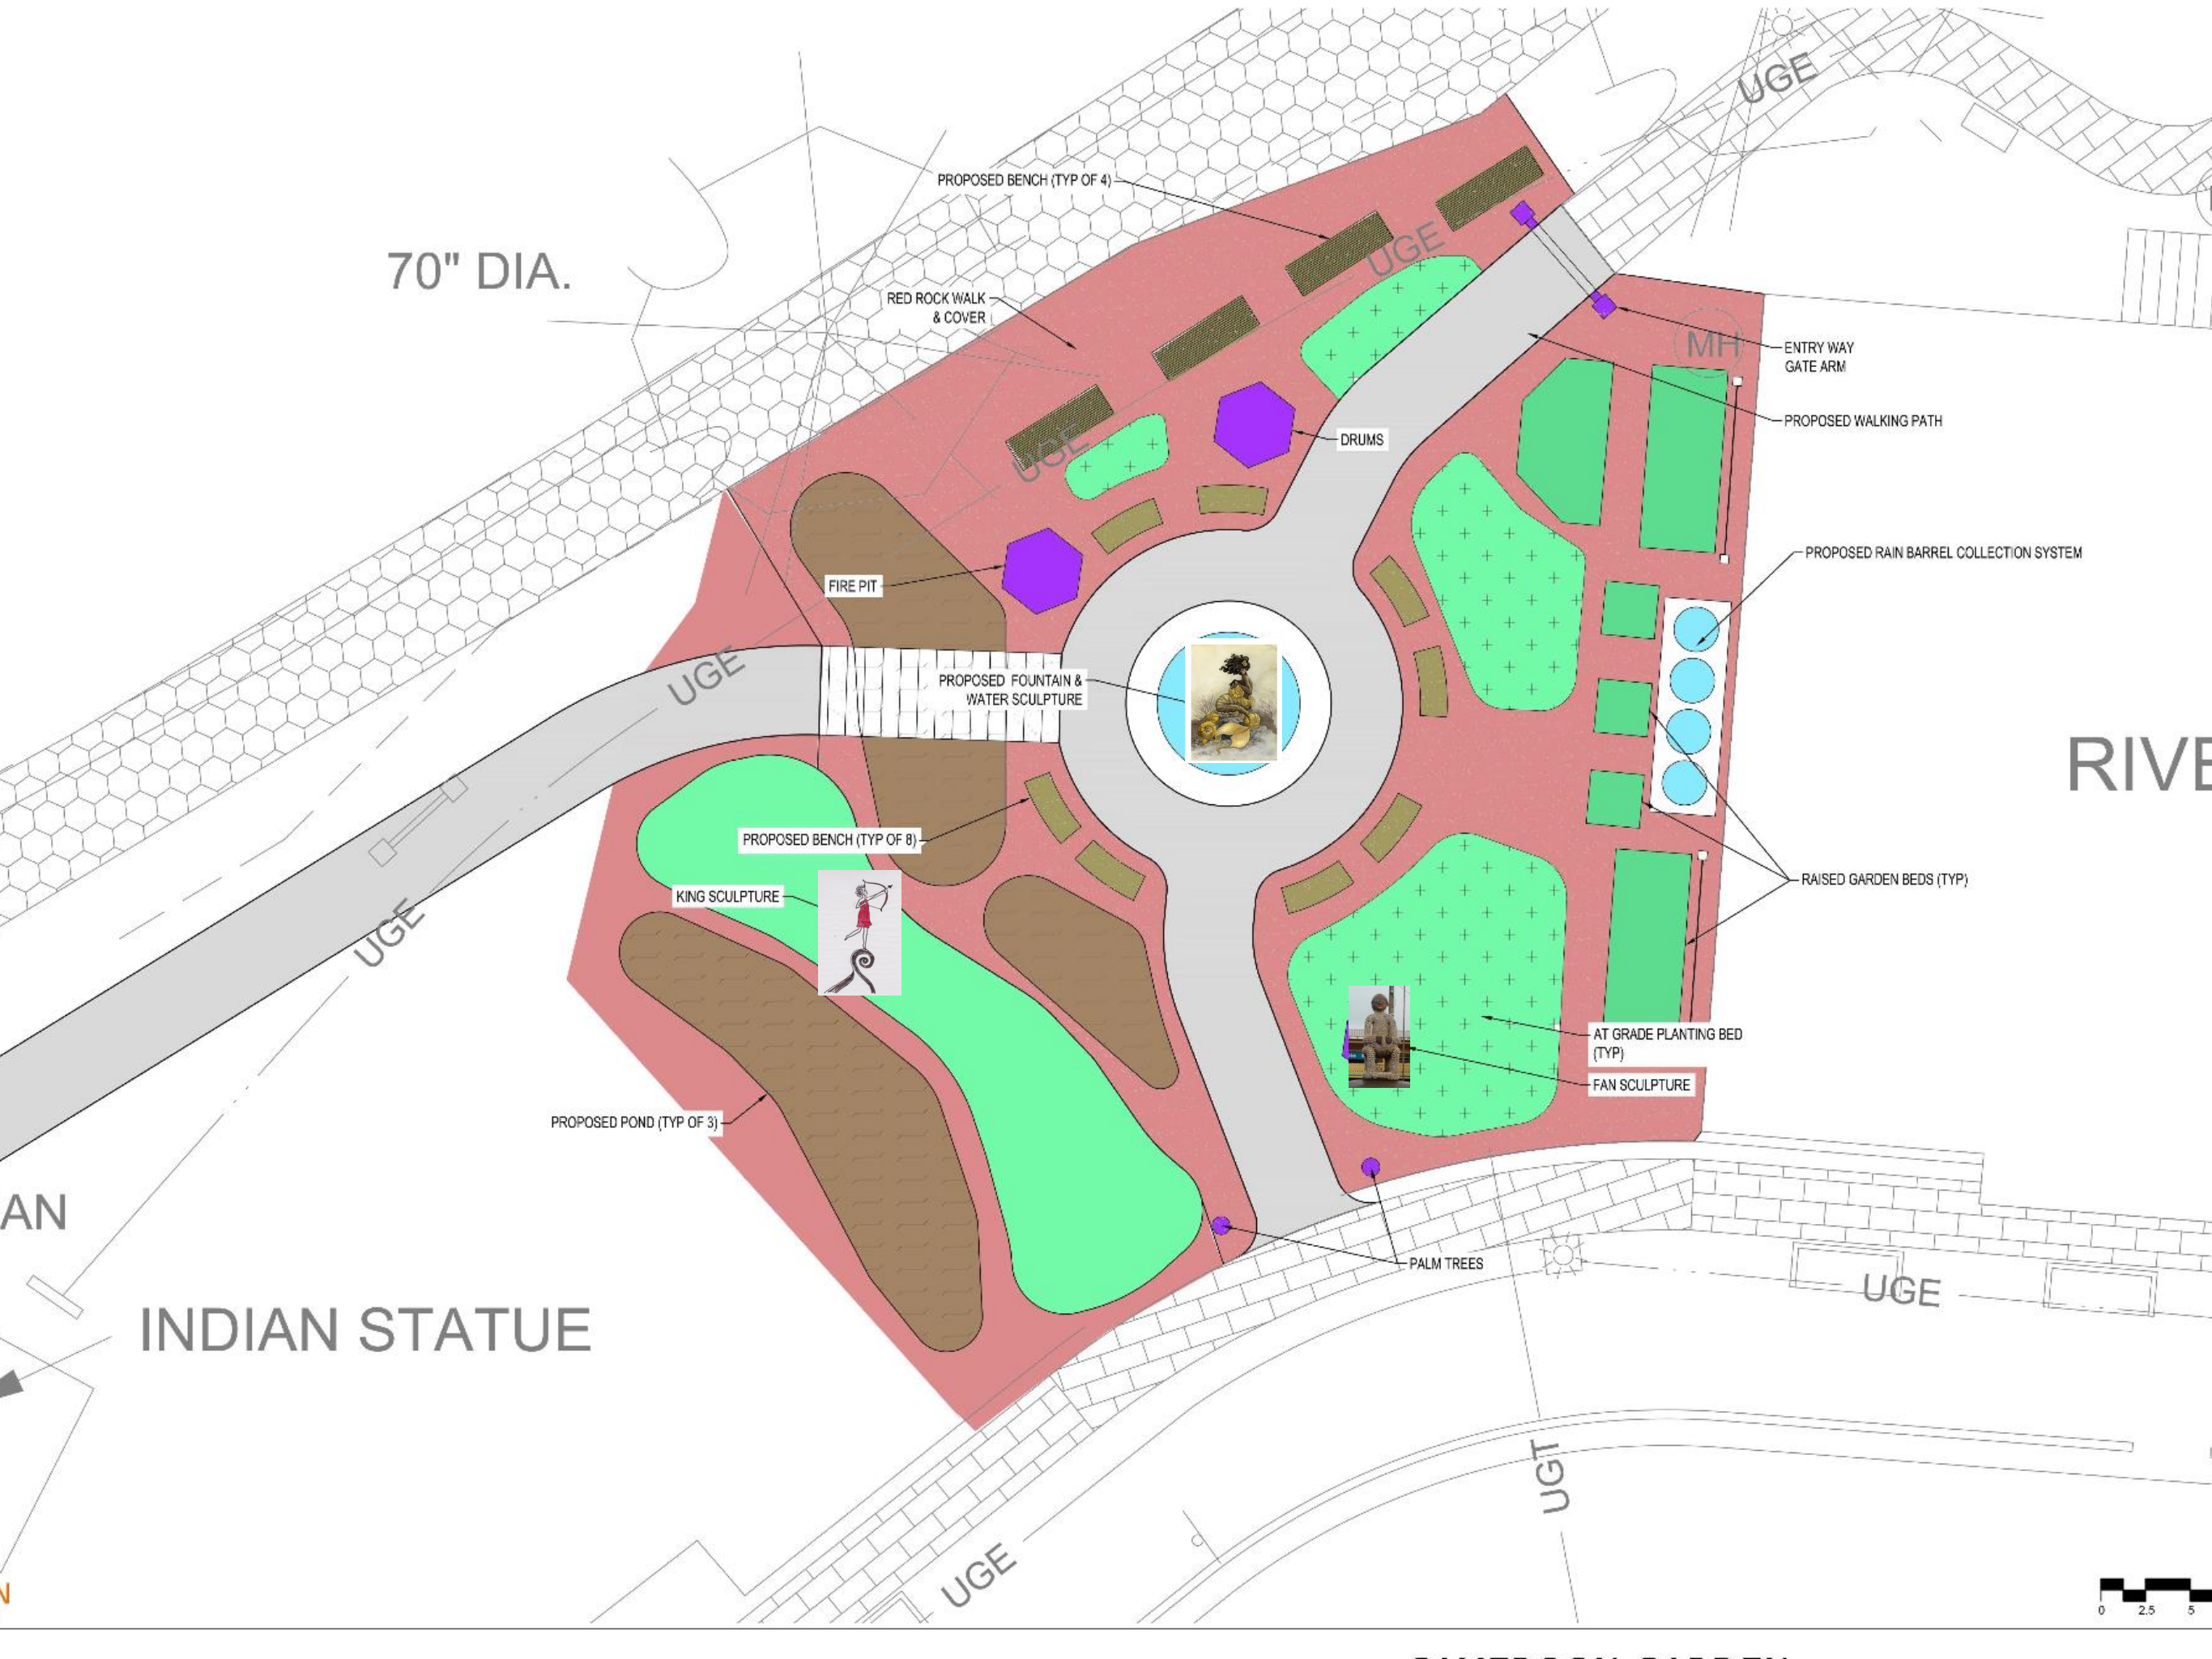 UGE
PROPOSED BENCH (TYP OF 4)
70" DIA.
UGE
RED ROCK WALK
& COVER
MH
ENTRY WAY
GATE ARM
PROPOSED WALKING PATH
DRUMS
UGE
PROPOSED RAIN BARREL COLLECTION SYSTEM
FIRE PIT
UGE
PROPOSED FOUNTAIN &
WATER SCULPTURE
PROPOSED BENCH (TYP OF 8)
KING SCULPTURE
RAISED GARDEN BEDS (TYP)
UGE
AT GRADE PLANTING BED
(TYP)
FAN SCULPTURE
PROPOSED POND (TYP OF 3)
AN
PALM TREES
UGE
INDIAN STATUE
UGT
UGE
0 2.5 5